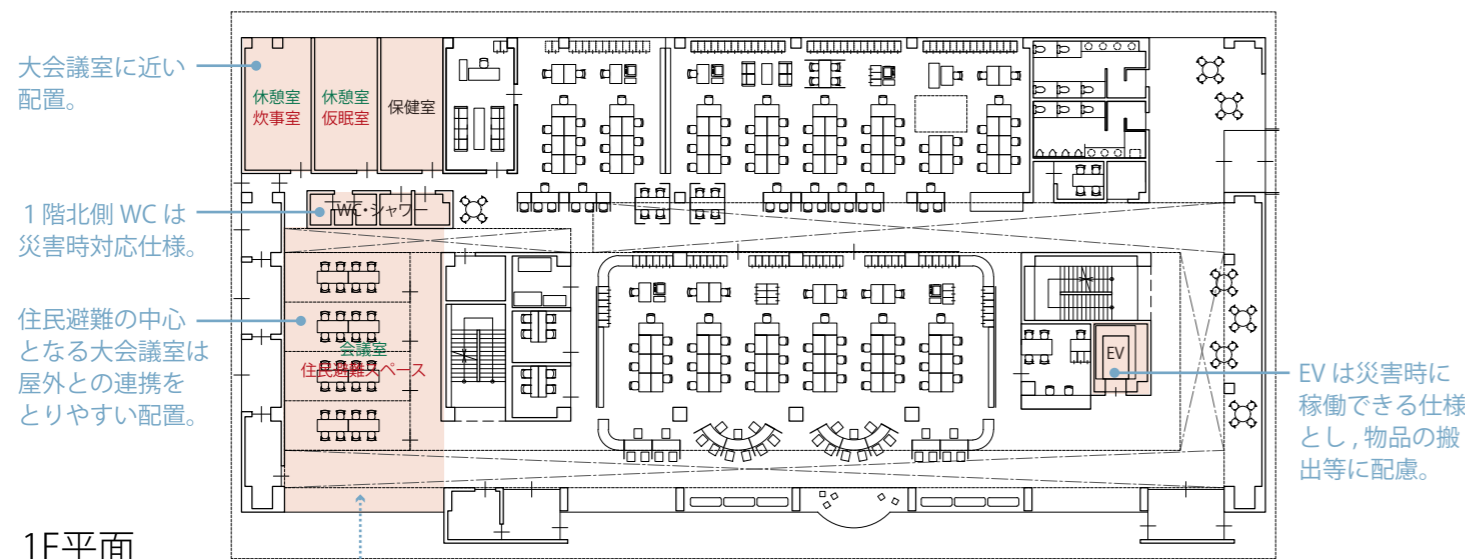 大会議室に近い
配置。
休憩室
炊事室
休憩室
仮眠室
保健室
1階北側 WC は
災害時対応仕様。
WC・シャワー
住民避難の中心
となる大会議室は
屋外との連携を
とりやすい配置。
会議室
住民避難スペース
EV
EV は災害時に
稼働できる仕様
とし , 物品の搬
出等に配慮。
1F平面